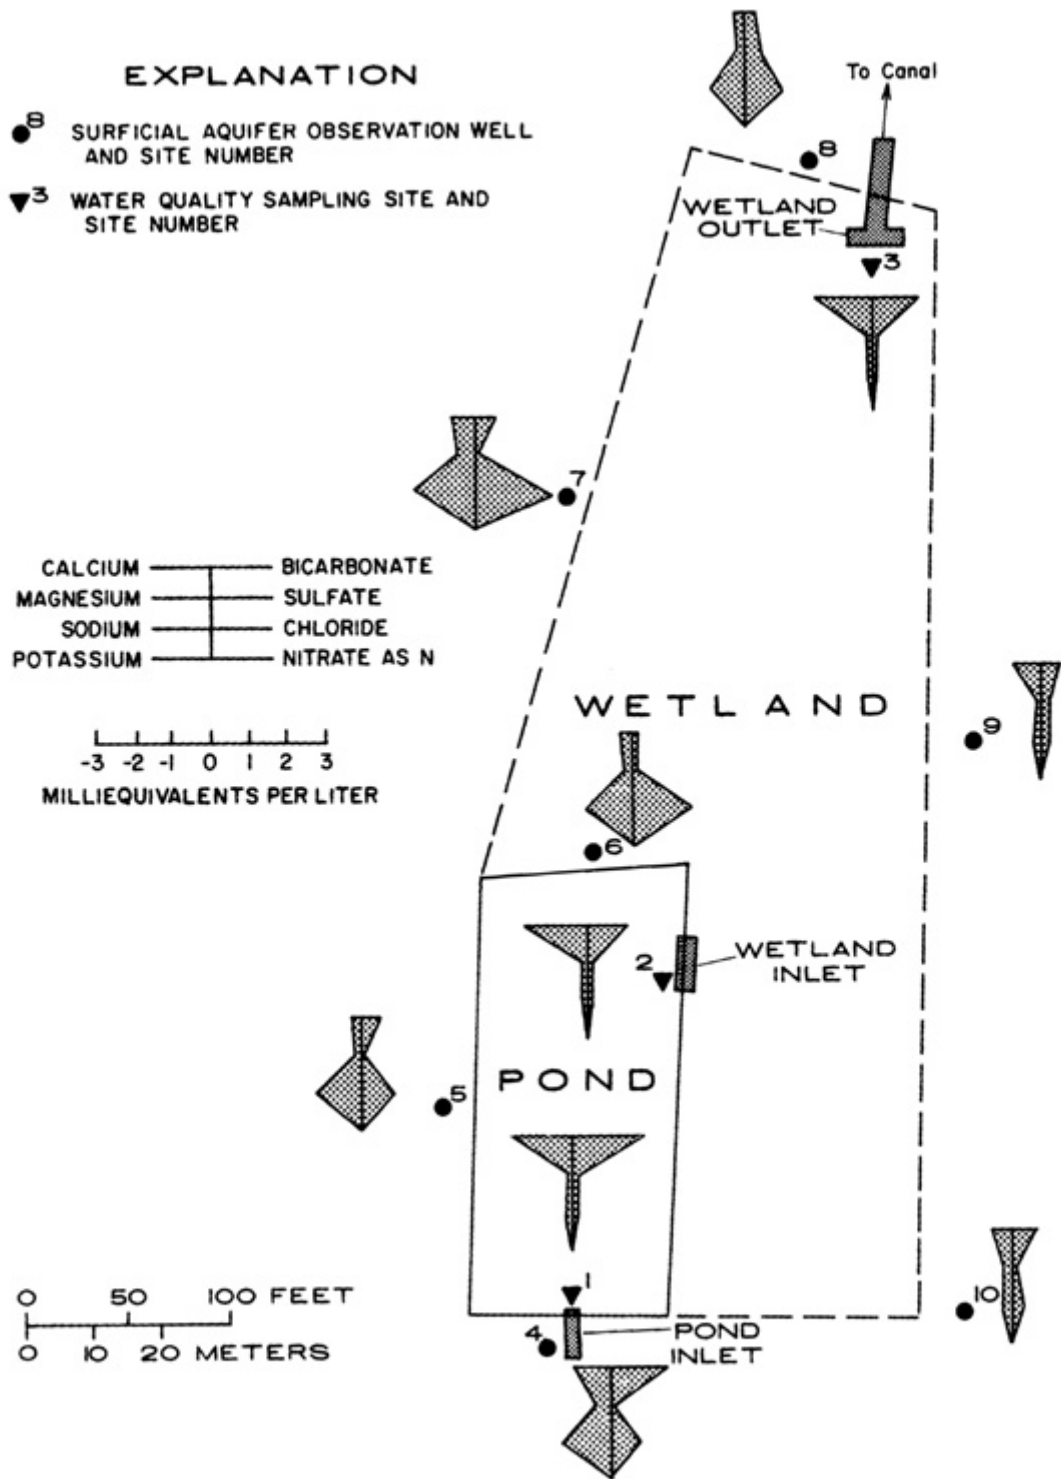 EXPLANATION
8 SURFICIAL AQUIFER OBSERVATION WELL
AND SITE NUMBER
3 WATER QUALITY SAMPLING SITE AND
SITE NUMBER
To Canal
8
WETLAND
OUTLET
3
7
CALCIUM BICARBONATE
MAGNESIUM SULFATE
SODIUM CHLORIDE
POTASSIUM NITRATE AS N
WETLAND
9
-3 -2 -1 0 1 2 3
MILLIEQUIVALENTS PER LITER
6
2
WETLAND
INLET
POND
5
1
0 50 100 FEET
0 10 20 METERS
4
POND
INLET
10